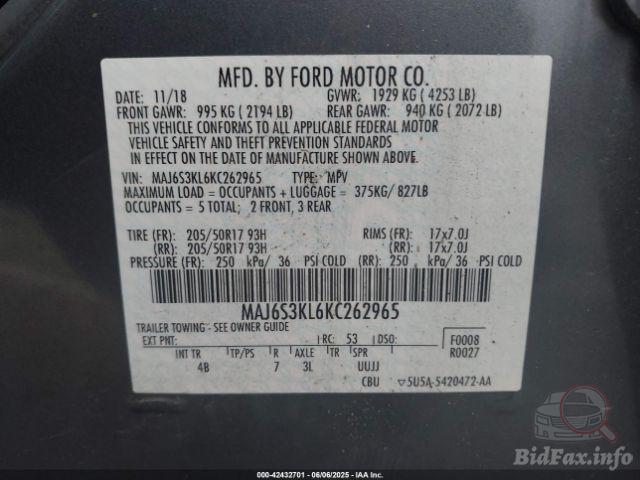 MFD. BY FORD MOTOR CO.
DATE: 11/18 GVWR: 1929 KG ( 4253 LB)
FRONT GAWR: 995 KG ( 2194 LB) REAR GAWR: 940 KG ( 2072 LB)
THIS VEHICLE CONFORMS TO ALL APPLICABLE FEDERAL MOTOR
VEHICLE SAFETY AND THEFT PREVENTION STANDARDS
IN EFFECT ON THE DATE OF MANUFACTURE SHOWN ABOVE.
VIN: MAJ6S3KL6KC262965 TYPE: MPV
MAXIMUM LOAD = OCCUPANTS + LUGGAGE = 375KG/ 827LB
OCCUPANTS = 5 TOTAL; 2 FRONT, 3 REAR
TIRE (FR): 205/50R17 93H RIMS (FR): 17x7.0J
(RR): 205/50R17 93H (RR): 17x7.0J
PRESSURE (FR): 250 kPa/ 36 PSI COLD (RR): 250 kPa/ 36 PSI COLD
MAJ6S3KL6KC262965
TRAILER TOWING - SEE OWNER GUIDE
EXT PNT: RC: 53 DSO: F0008
R0027
INT TR TP/PS R AXLE TR SPR
4B 7 3L UUJJ
CBU ▽5U5A-5420472-AA
BidFax.info
000-42432701 - 06/06/2025 - IAA Inc.